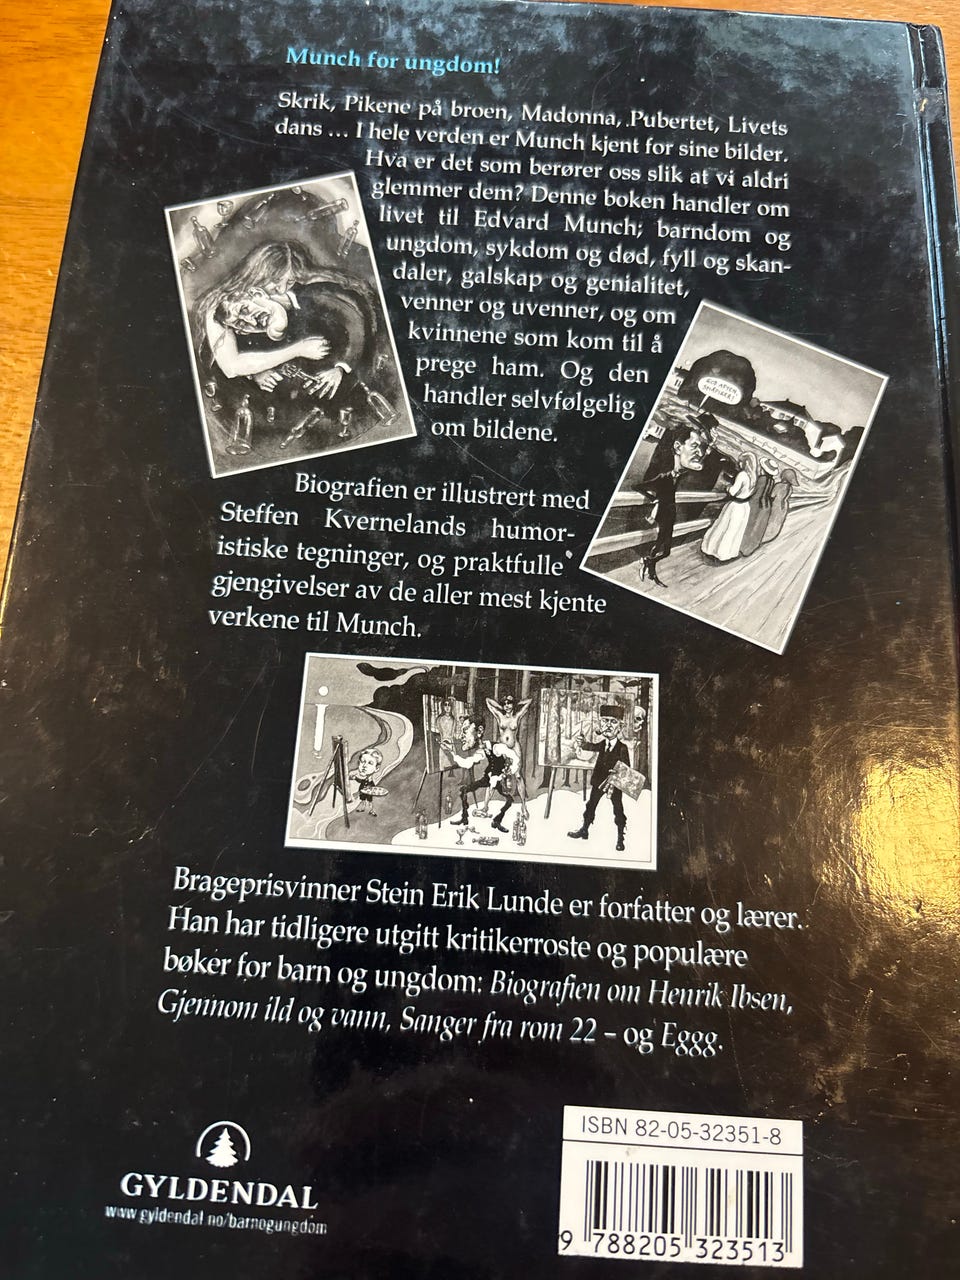 Munch for ungdom!
Skrik, Pikene på broen, Madonna, Pubertet, Livets
dans ... I hele verden er Munch kjent for sine bilder.
Hva er det som berører oss slik at vi aldri
glemmer dem? Denne boken handler om
livet til Edvard Munch; barndom og
ungdom, sykdom og død, fyll og skan-
daler, galskap og genialitet,
venner og uvenner, og om
kvinnene som kom til å
prege ham. Og den
handler selvfølgelig
om bildene.
GOD AFTEN,
Biografien er illustrert med
Steffen Kvernelands humor-
istiske tegninger, og praktfulle
gjengivelser av de aller mest kjente
verkene til Munch.
Brageprisvinner Stein Erik Lunde er forfatter og lærer.
Han har tidligere utgitt kritikerroste og populære
bøker for barn og ungdom: Biografien om Henrik Ibsen,
Gjennom ild og vann, Sanger fra rom 22 – og Eggg.
GYLDENDAL
www.gyldendal.no/barnogungdom
ISBN 82-05-32351-8
9 788205 323513